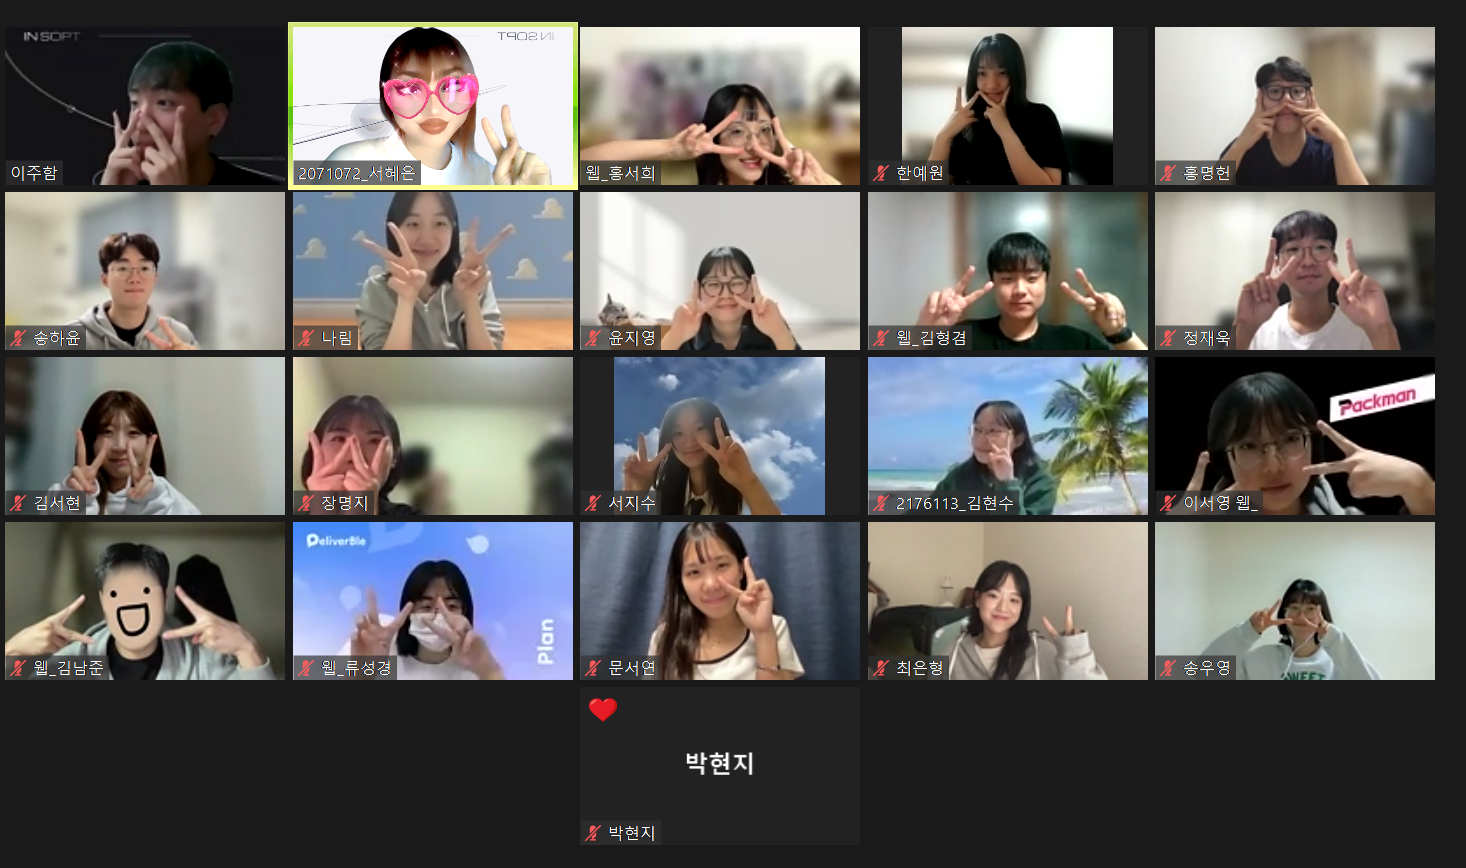 IN SOPT
이주함
IN SOPT
2071072_서혜은
웹_홍서희
한예원
홍명헌
송하윤
나림
윤지영
웹_김형겸
정재욱
김서현
장명지
서지수
2176113_김현수
Packman
이서영 웹_
웹_김남준
DeliverBle
Plan
웹_류성경
문서연
최은형
SWEET
송우영
박현지
박현지